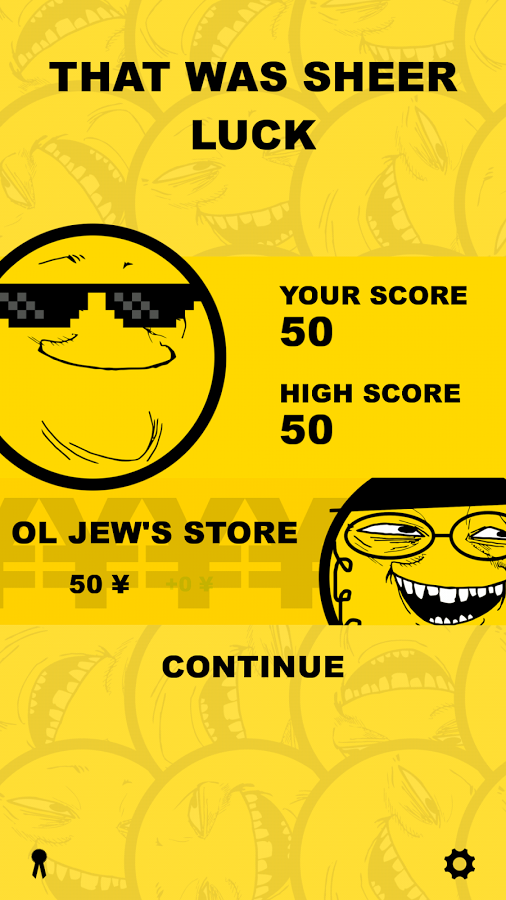 THAT WAS SHEER
LUCK
YOUR SCORE
50
HIGH SCORE
50
OL JEW'S STORE
50 ¥ +0 ¥
CONTINUE